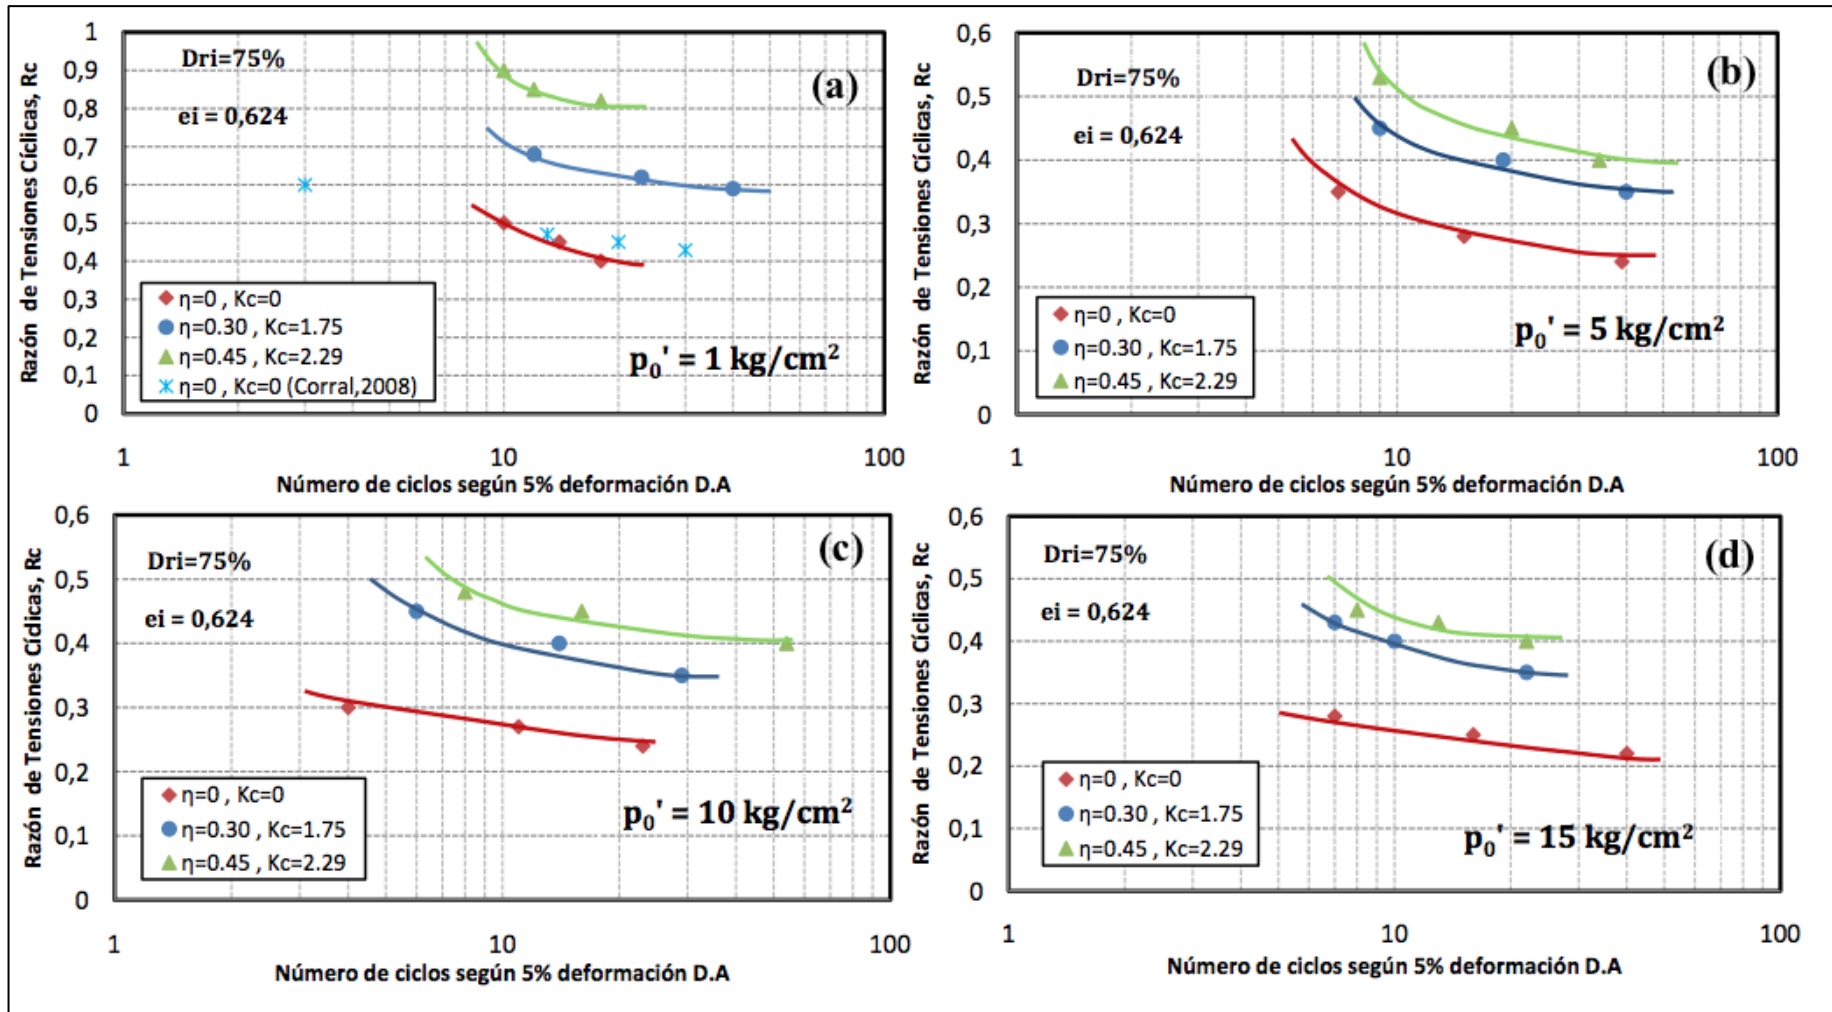 Razón de Tensiones Cíclicas, Rc
1
0,9
0,8
0,7
0,6
0,5
0,4
0,3
0,2
0,1
0
Dri=75%
ei = 0,624
(a)
η=0 , Kc=0
η=0.30 , Kc=1.75
η=0.45 , Kc=2.29
η=0 , Kc=0 (Corral,2008)
p₀' = 1 kg/cm²
1
10
100
Número de ciclos según 5% deformación D.A
Razón de Tensiones Cíclicas, Rc
0,6
0,5
0,4
0,3
0,2
0,1
0
Dri=75%
ei = 0,624
(b)
η=0 , Kc=0
η=0.30 , Kc=1.75
η=0.45 , Kc=2.29
p₀' = 5 kg/cm²
1
10
100
Número de ciclos según 5% deformación D.A
Razón de Tensiones Cíclicas, Rc
0,6
0,5
0,4
0,3
0,2
0,1
0
Dri=75%
ei = 0,624
(c)
η=0 , Kc=0
η=0.30 , Kc=1.75
η=0.45 , Kc=2.29
p₀' = 10 kg/cm²
1
10
100
Número de ciclos según 5% deformación D.A
Razón de Tensiones Cíclicas, Rc
0,6
0,5
0,4
0,3
0,2
0,1
0
Dri=75%
ei = 0,624
(d)
η=0 , Kc=0
η=0.30 , Kc=1.75
η=0.45 , Kc=2.29
p₀' = 15 kg/cm²
1
10
100
Número de ciclos según 5% deformación D.A